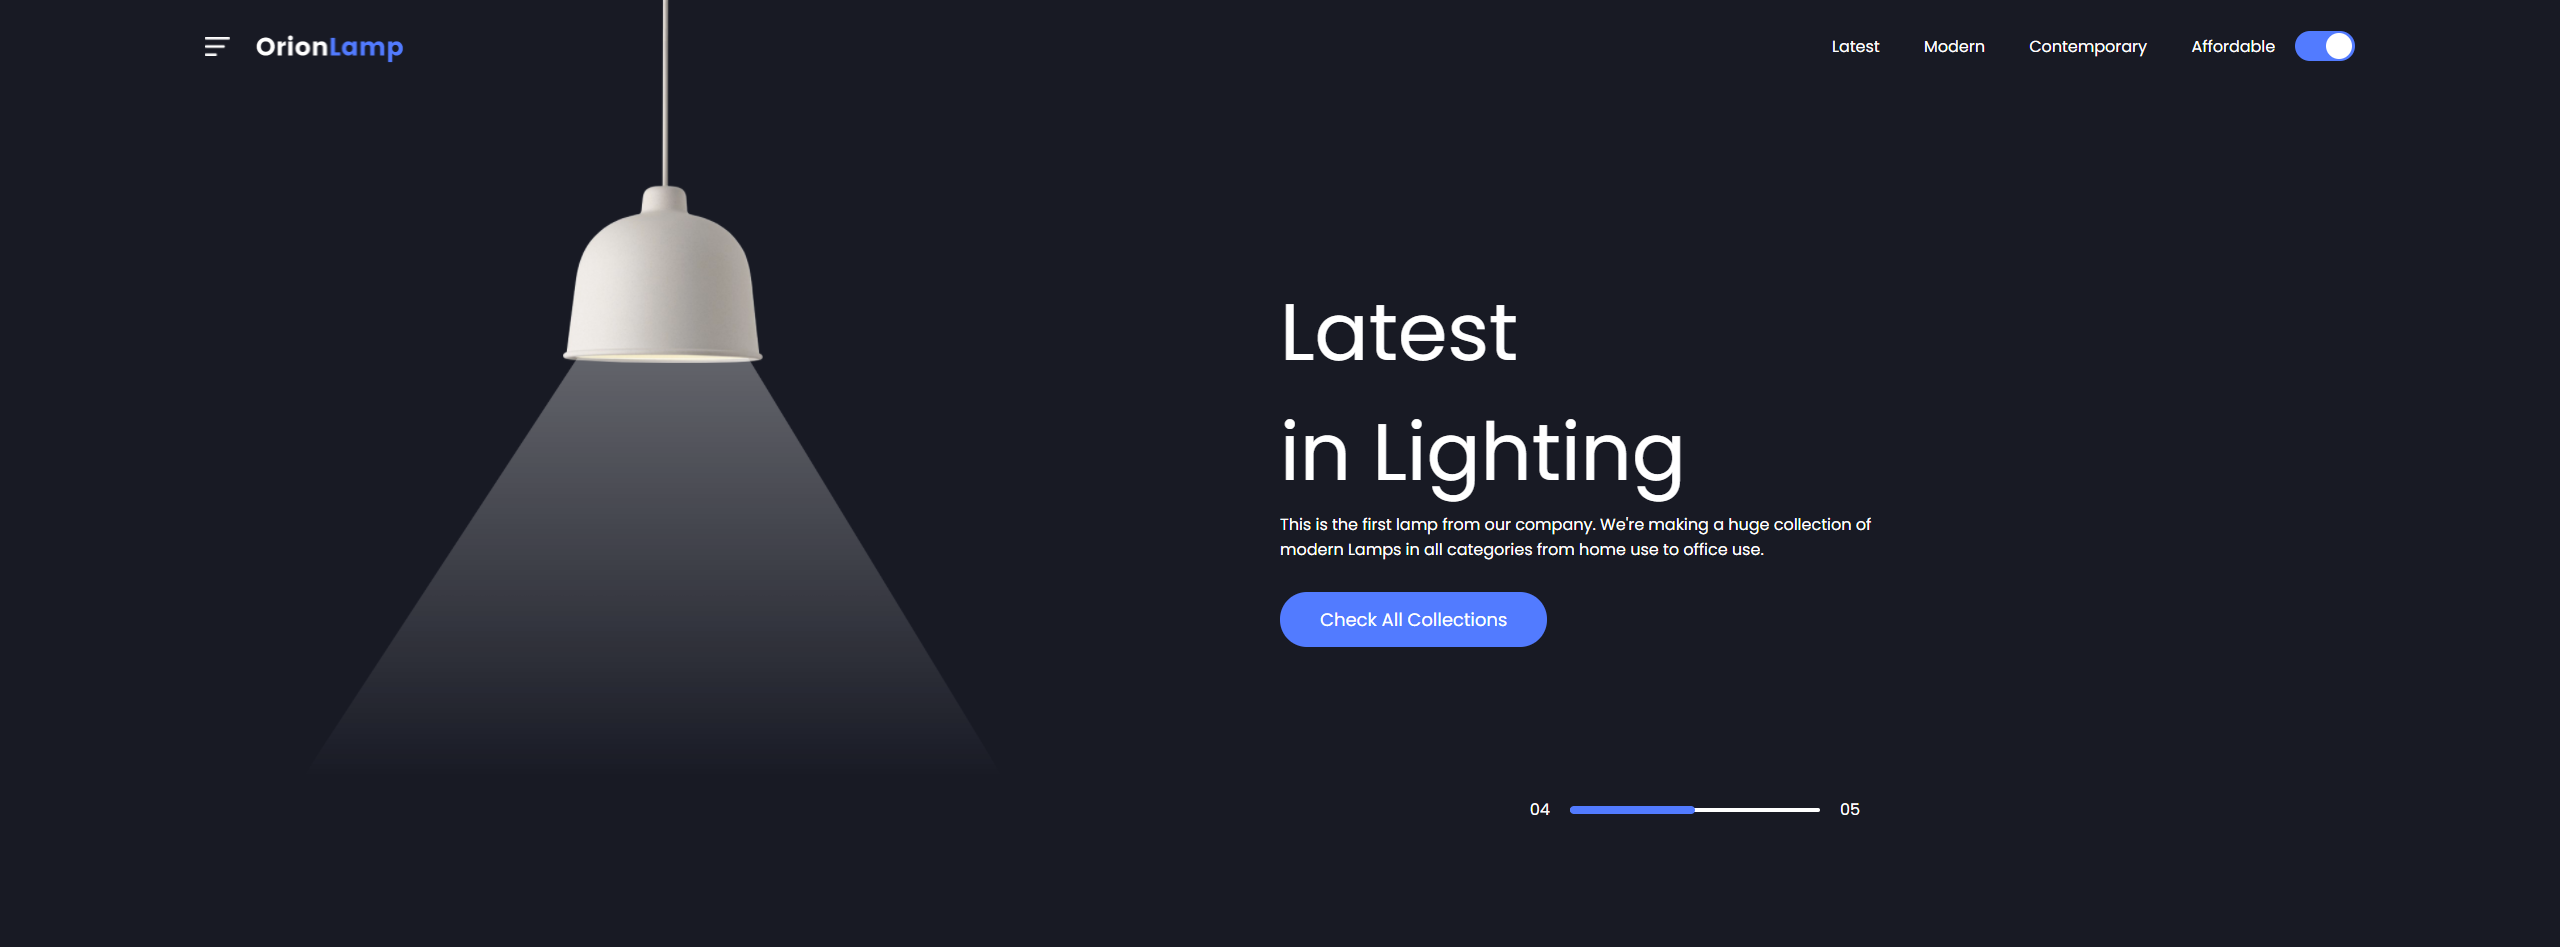 OrionLamp
Latest
Modern
Contemporary
Affordable
Latest
in Lighting
This is the first lamp from our company. We're making a huge collection of
modern Lamps in all categories from home use to office use.
Check All Collections
04
05